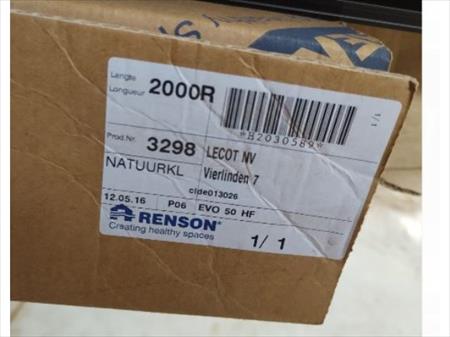 Lengte
Longueur 2000R
*H2030589*
1/1
Prod.Nr. 3298 LECOT NV
NATUURKL Vierlinden 7
clde013026
12.05.16 P06 EVO 50 HF
RENSON
Creating healthy spaces
1/ 1